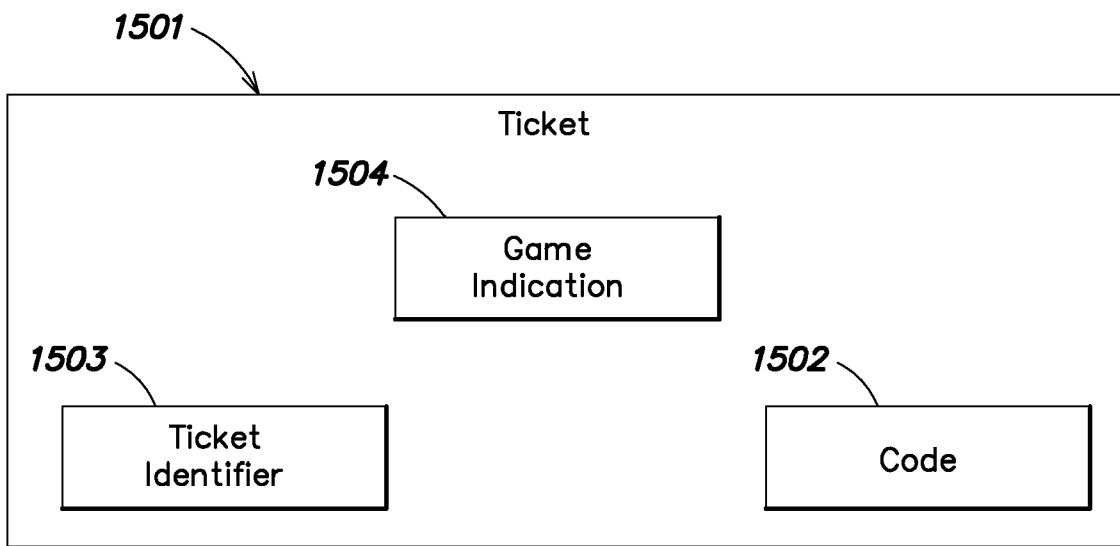 1501
Ticket
1504
Game
Indication
1503
Ticket
Identifier
1502
Code